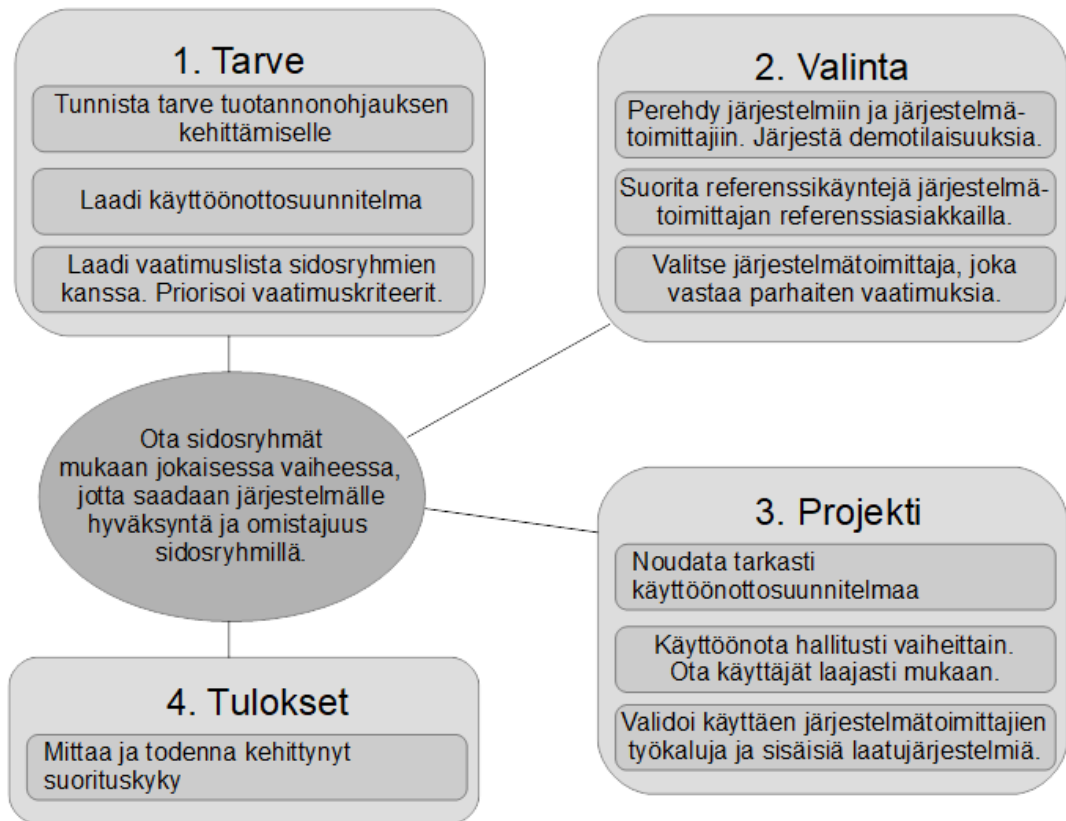 1. Tarve
Tunnista tarve tuotannonohjauksen
kehittämiselle
Laadi käyttöönottosuunnitelma
Laadi vaatimuslista sidosryhmien
kanssa. Priorisoi vaatimuskriteerit.
2. Valinta
Perehdy järjestelmiin ja järjestelmä-
toimittajiin. Järjestä demotilaisuuksia.
Suorita referenssikäyntejä järjestelmä-
toimittajan referenssiasiakkailla.
Valitse järjestelmätoimittaja, joka
vastaa parhaiten vaatimuksia.
Ota sidosryhmät
mukaan jokaisessa vaiheessa,
jotta saadaan järjestelmälle
hyväksyntä ja omistajuus
sidosryhmillä.
3. Projekti
Noudata tarkasti
käyttöönottosuunnitelmaa
Käyttöönota hallitusti vaiheittain.
Ota käyttäjät laajasti mukaan.
Validoi käyttäen järjestelmätoimittajien
työkaluja ja sisäisiä laatujärjestelmiä.
4. Tulokset
Mittaa ja todenna kehittynyt
suorituskyky